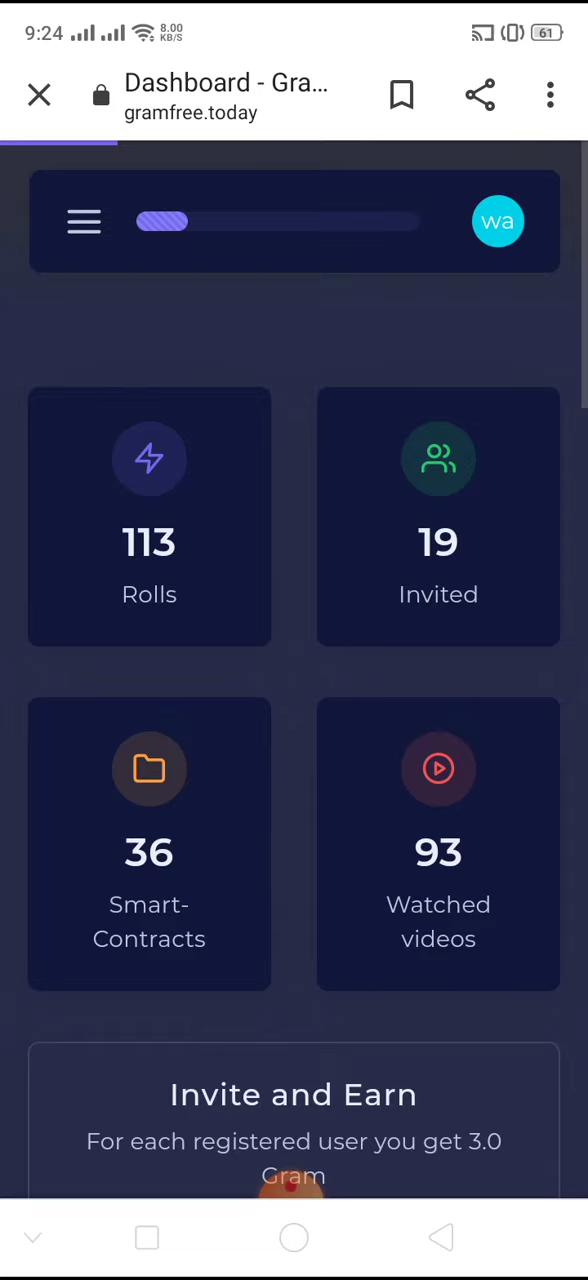 9:24 8.00 KB/S 61
Dashboard - Gra...
gramfree.today
wa
113
Rolls
19
Invited
36
Smart-
Contracts
93
Watched
videos
Invite and Earn
For each registered user you get 3.0
Gram